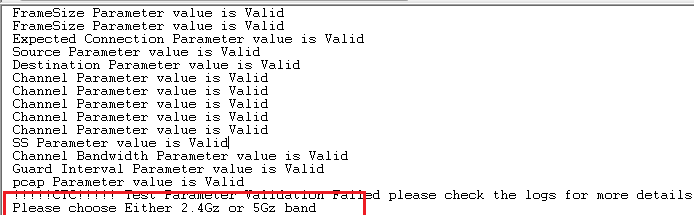 FrameSize Parameter value is Valid
FrameSize Parameter value is Valid
Expected Connection Parameter value is Valid
Source Parameter value is Valid
Destination Parameter value is Valid
Channel Parameter value is Valid
Channel Parameter value is Valid
Channel Parameter value is Valid
Channel Parameter value is Valid
Channel Parameter value is Valid
SS Parameter value is Valid
Channel Bandwidth Parameter value is Valid
Guard Interval Parameter value is Valid
pcap Parameter value is Valid
!!!!!CTC!!!!! Test Parameter Validation Failed please check the logs for more details
Please choose Either 2.4Gz or 5Gz band